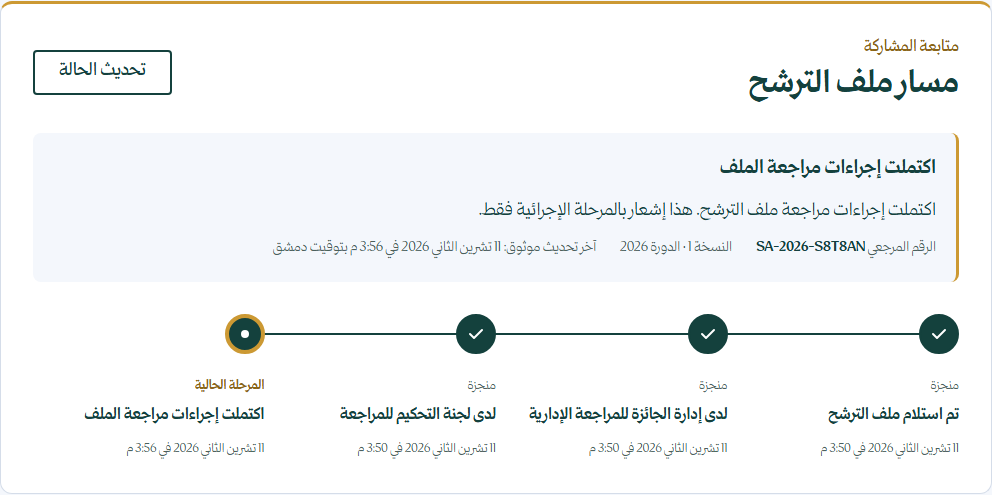 متابعة المشاركة
مسار ملف الترشح
تحديث الحالة
اكتملت إجراءات مراجعة الملف
اكتملت إجراءات مراجعة ملف الترشح. هذا إشعار بالمرحلة الإجرائية فقط.
الرقم المرجعي SA-2026-S8T8AN النسخة 1 · الدورة 2026 آخر تحديث موثوق: 11 تشرين الثاني 2026 في 3:56 م بتوقيت دمشق
منجزة
تم استلام ملف الترشح
11 تشرين الثاني 2026 في 3:50 م
منجزة
لدى إدارة الجائزة للمراجعة الإدارية
11 تشرين الثاني 2026 في 3:50 م
منجزة
لدى لجنة التحكيم للمراجعة
11 تشرين الثاني 2026 في 3:50 م
المرحلة الحالية
اكتملت إجراءات مراجعة الملف
11 تشرين الثاني 2026 في 3:56 م